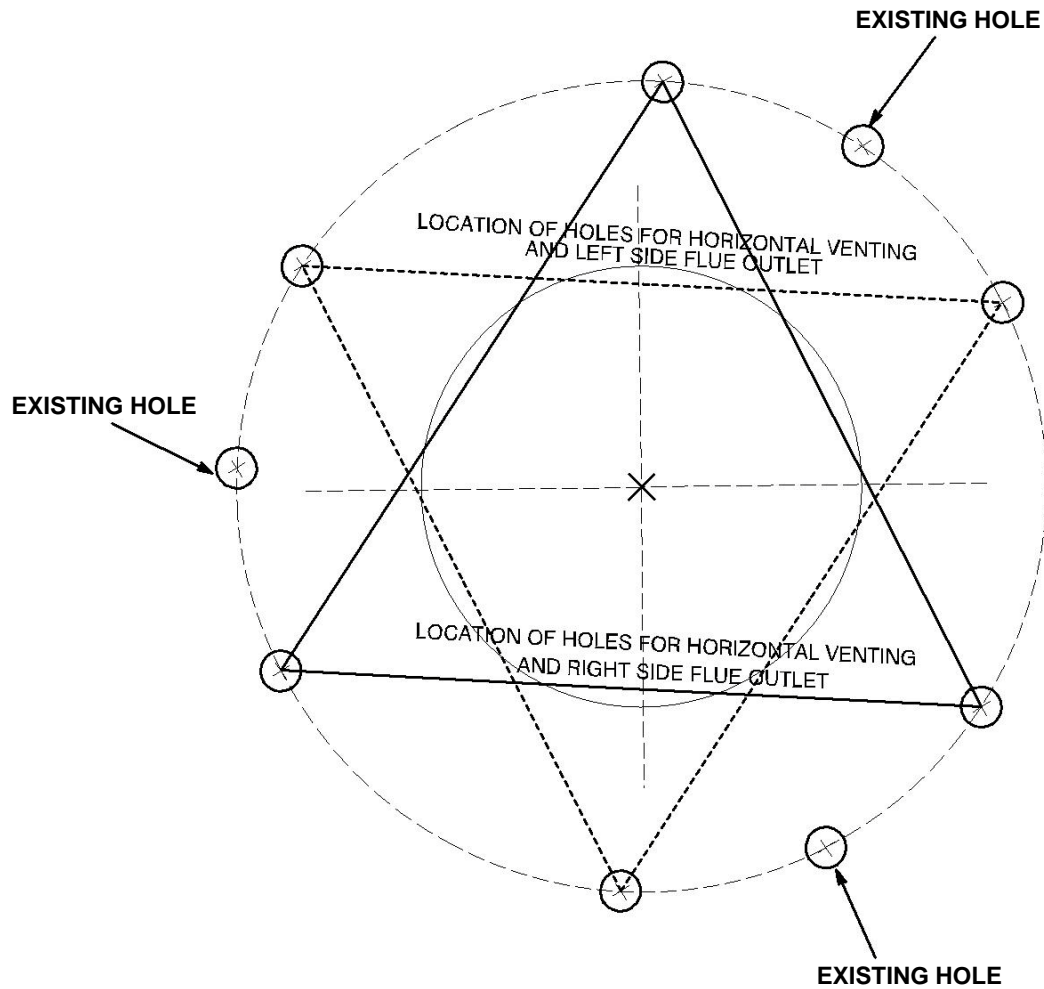 EXISTING HOLE
LOCATION OF HOLES FOR HORIZONTAL VENTING
AND LEFT SIDE FLUE OUTLET
EXISTING HOLE
LOCATION OF HOLES FOR HORIZONTAL VENTING
AND RIGHT SIDE FLUE OUTLET
EXISTING HOLE